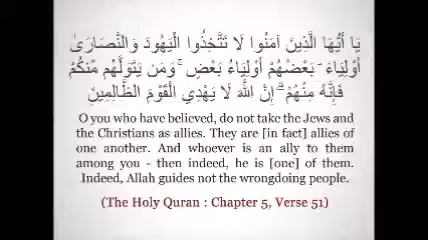 يَا أَيُّهَا الَّذِينَ آمَنُوا لَا تَتَّخِذُوا الْيَهُودَ وَالنَّصَارَىٰ
أَوْلِيَاءَ ۘ بَعْضُهُمْ أَوْلِيَاءُ بَعْضٍ ۚ وَمَن يَتَوَلَّهُم مِّنكُمْ
فَإِنَّهُ مِنْهُمْ ۗ إِنَّ اللَّهَ لَا يَهْدِي الْقَوْمَ الظَّالِمِينَ
O you who have believed, do not take the Jews and
the Christians as allies. They are [in fact] allies of
one another. And whoever is an ally to them
among you - then indeed, he is [one] of them.
Indeed, Allah guides not the wrongdoing people.
(The Holy Quran : Chapter 5, Verse 51)